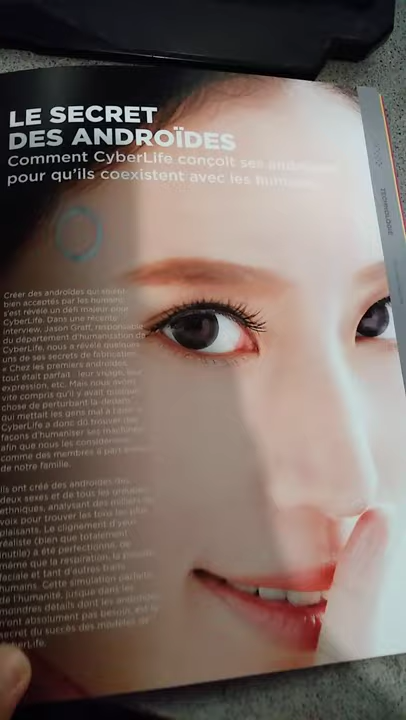 LE SECRET
DES ANDROÏDES
Comment CyberLife conçoit ses androïdes
pour qu'ils coexistent avec les humains
TECHNOLOGIE
Créer des androïdes qui soient
bien acceptés par les humains
s'est révélé un défi majeur pour
CyberLife. Dans une récente
interview, Jason Graff, responsable
du département d'humanisation de
CyberLife, nous a révélé quelques
uns de ses secrets de fabrication.
« Chez les premiers androïdes,
tout était parfait : leur visage, leur
expression, etc. Mais nous avons
vite compris qu'il y avait quelque
chose de perturbant là-dedans
qui mettait les gens mal à l'aise. »
CyberLife a donc dû trouver des
façons d'humaniser ses machines
afin que nous les considérions
comme des membres à part entière
de notre famille.
Ils ont créé des androïdes des
deux sexes et de tous les groupes
ethniques, analysant des milliers de
voix pour trouver les tons les plus
plaisants. Le clignement d'yeux
réaliste (bien que totalement
inutile) a été perfectionné, de
même que la respiration, la
faciale et tant d'autres traits
humains. Cette simulation parfaite
de l'humanité, jusque dans les
moindres détails dont les androïdes
n'ont absolument pas besoin, est le
secret du succès des modèles de
CyberLife.